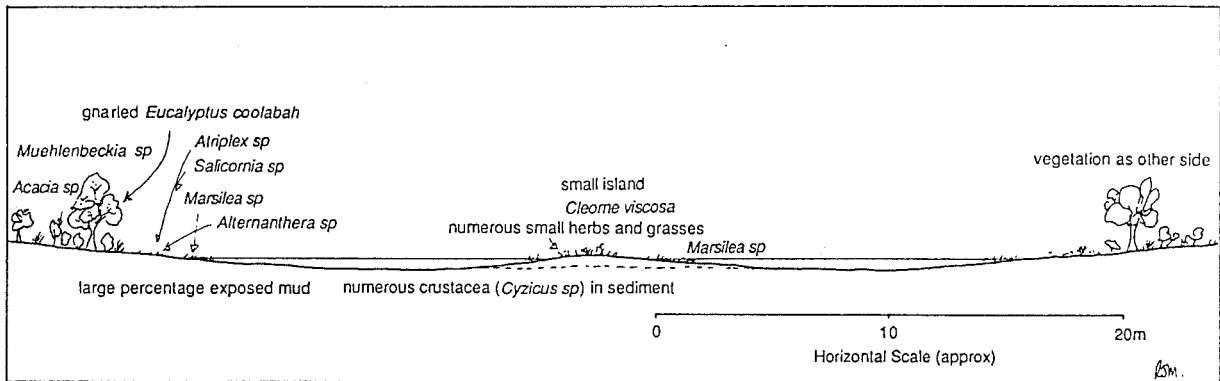 gnarled Eucalyptus coolabah
Muehlenbeckia sp
Atriplex sp
Salicornia sp
Acacia sp
Marsilea sp
Alternanthera sp
small island
Cleome viscosa
numerous small herbs and grasses
Marsilea sp
vegetation as other side
large percentage exposed mud
numerous crustacea (Cyzicus sp) in sediment
0
10
20m
Horizontal Scale (approx)